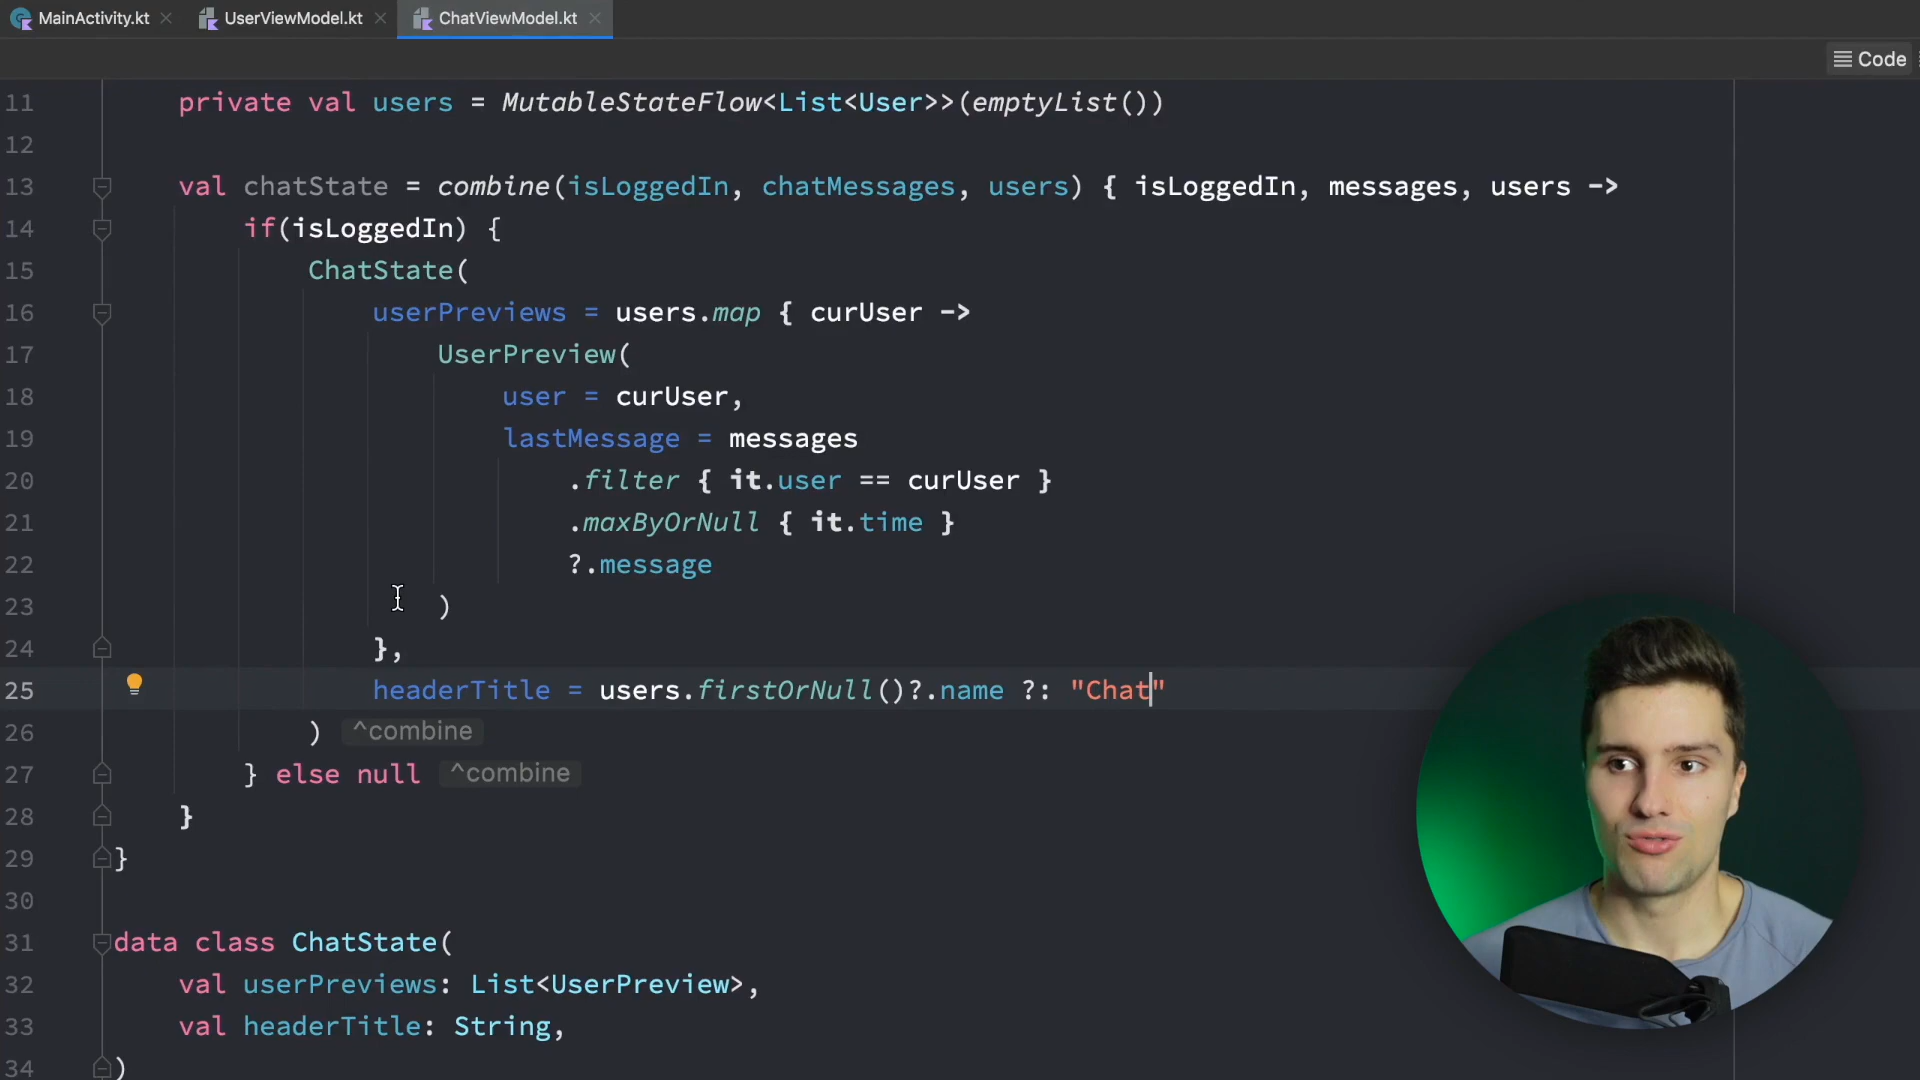 MainActivity.kt UserViewModel.kt ChatViewModel.kt
Code
11 private val users = MutableStateFlow<List<User>>(emptyList())
12
13 val chatState = combine(isLoggedIn, chatMessages, users) { isLoggedIn, messages, users ->
14 if(isLoggedIn) {
15 ChatState(
16 userPreviews = users.map { curUser ->
17 UserPreview(
18 user = curUser,
19 lastMessage = messages
20 .filter { it.user == curUser }
21 .maxByOrNull { it.time }
22 ?.message
23 )
24 },
25 headerTitle = users.firstOrNull()?.name ?: "Chat"
26 ) ^combine
27 } else null ^combine
28 }
29 }
30
31 data class ChatState(
32 val userPreviews: List<UserPreview>,
33 val headerTitle: String,
34 )